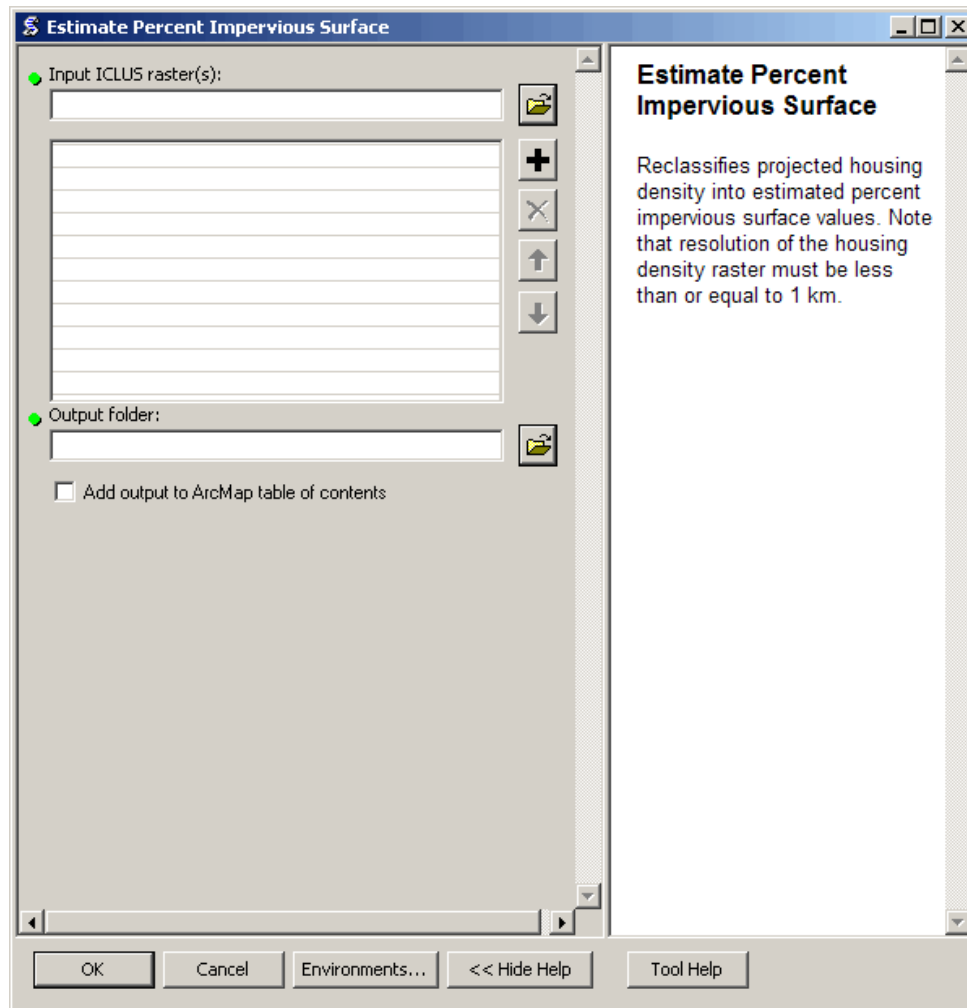 Estimate Percent Impervious Surface
Input ICLUS raster(s):
Output folder:
Add output to ArcMap table of contents
Estimate Percent
Impervious Surface
Reclassifies projected housing
density into estimated percent
impervious surface values. Note
that resolution of the housing
density raster must be less
than or equal to 1 km.
OK
Cancel
Environments...
<< Hide Help
Tool Help